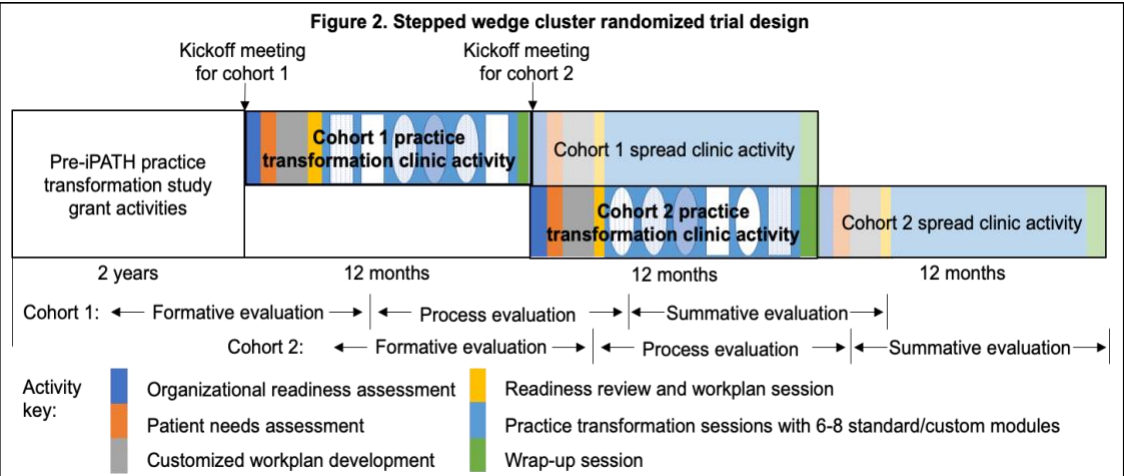 Figure 2. Stepped wedge cluster randomized trial design
Kickoff meeting
for cohort 1
Kickoff meeting
for cohort 2
Pre-iPATH practice
transformation study
grant activities
Cohort 1 practice
transformation clinic activity
Cohort 1 spread clinic activity
Cohort 2 practice
transformation clinic activity
Cohort 2 spread clinic activity
2 years
12 months
12 months
12 months
Cohort 1:
Formative evaluation
Process evaluation
Summative evaluation
Cohort 2:
Formative evaluation
Process evaluation
Summative evaluation
Activity
key:
Organizational readiness assessment
Patient needs assessment
Customized workplan development
Readiness review and workplan session
Practice transformation sessions with 6-8 standard/custom modules
Wrap-up session